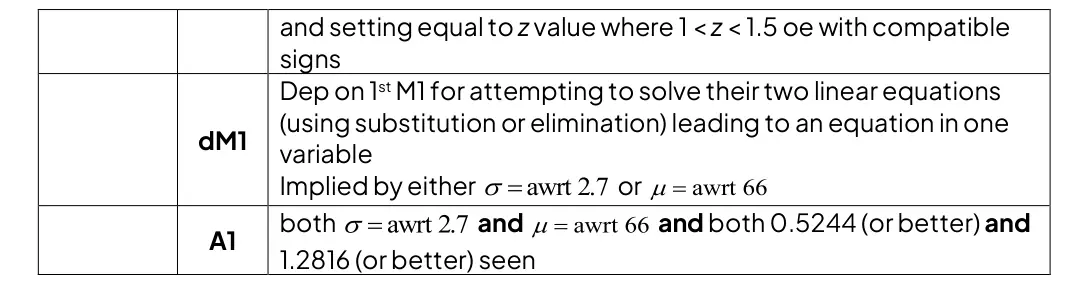 and setting equal to z value where 1 < z < 1.5 oe with compatible
signs
Dep on 1st M1 for attempting to solve their two linear equations
(using substitution or elimination) leading to an equation in one
variable
dM1
Implied by either σ = awrt 2.7 or μ = awrt 66
both σ = awrt 2.7 and μ = awrt 66 and both 0.5244 (or better) and
A1
1.2816 (or better) seen